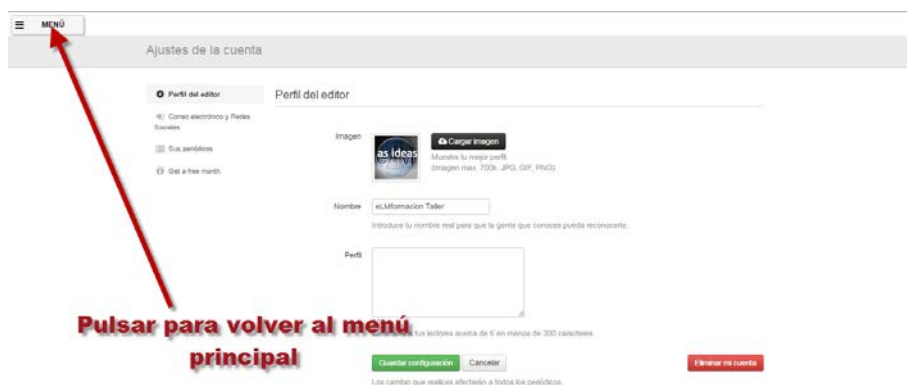 MENÚ
Ajustes de la cuenta
Perfil del editor
Perfil del editor
Correo electrónico y Redes
Sociales
Sus periódicos
Get a free month
Imagen
as ideas
Cargar imagen
Muestre tu mejor perfil.
(Imagen max. 700k. JPG, GIF, PNG)
Nombre
eLMformacion Taller
Introduce tu nombre real para que la gente que conoces pueda reconocerte.
Perfil
tus lectores acerca de ti en menos de 300 caracteres
Pulsar para volver al menú
principal
Guardar configuración
Cancelar
Eliminar mi cuenta
Los cambio que realices afectarán a todos los periódicos.